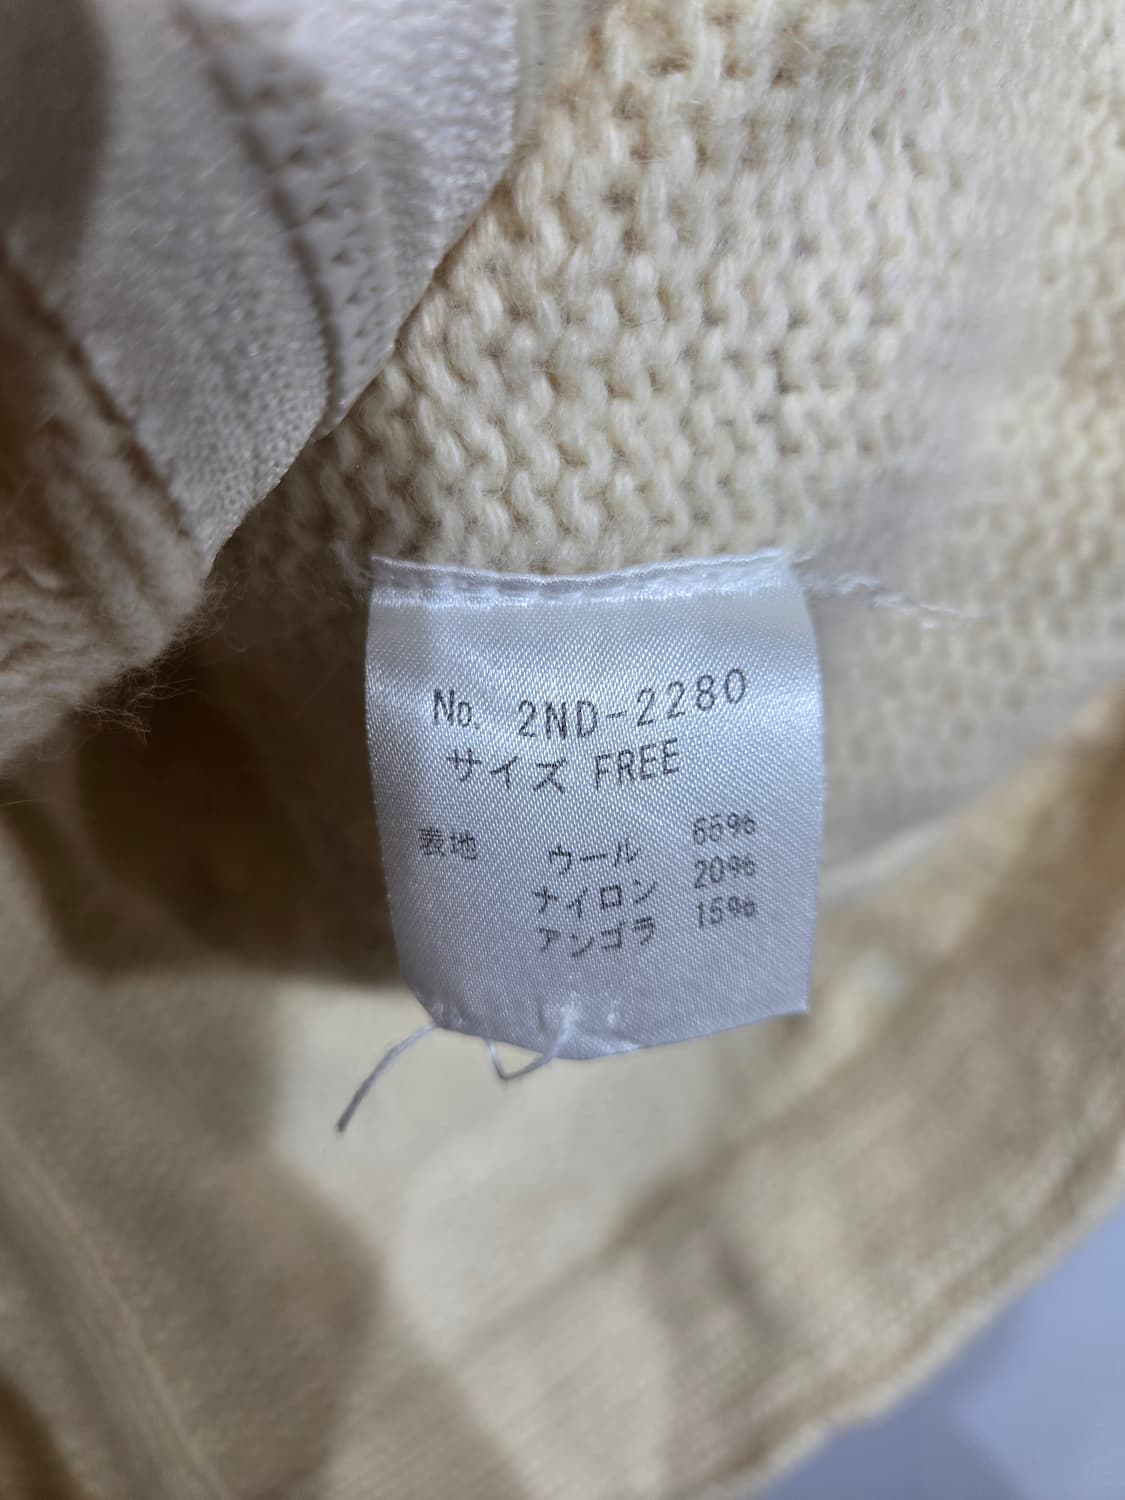 No. 2ND-2280
サイズ FREE
表地 ウール 65%
ナイロン 20%
アンゴラ 15%